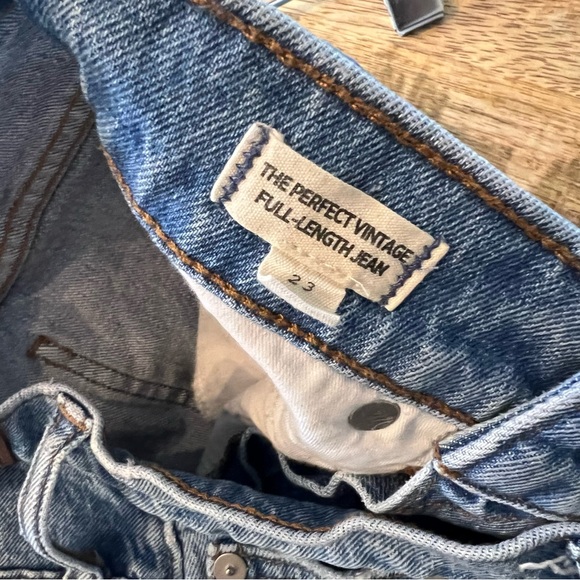 THE PERFECT VINTAGE
FULL-LENGTH JEAN
23